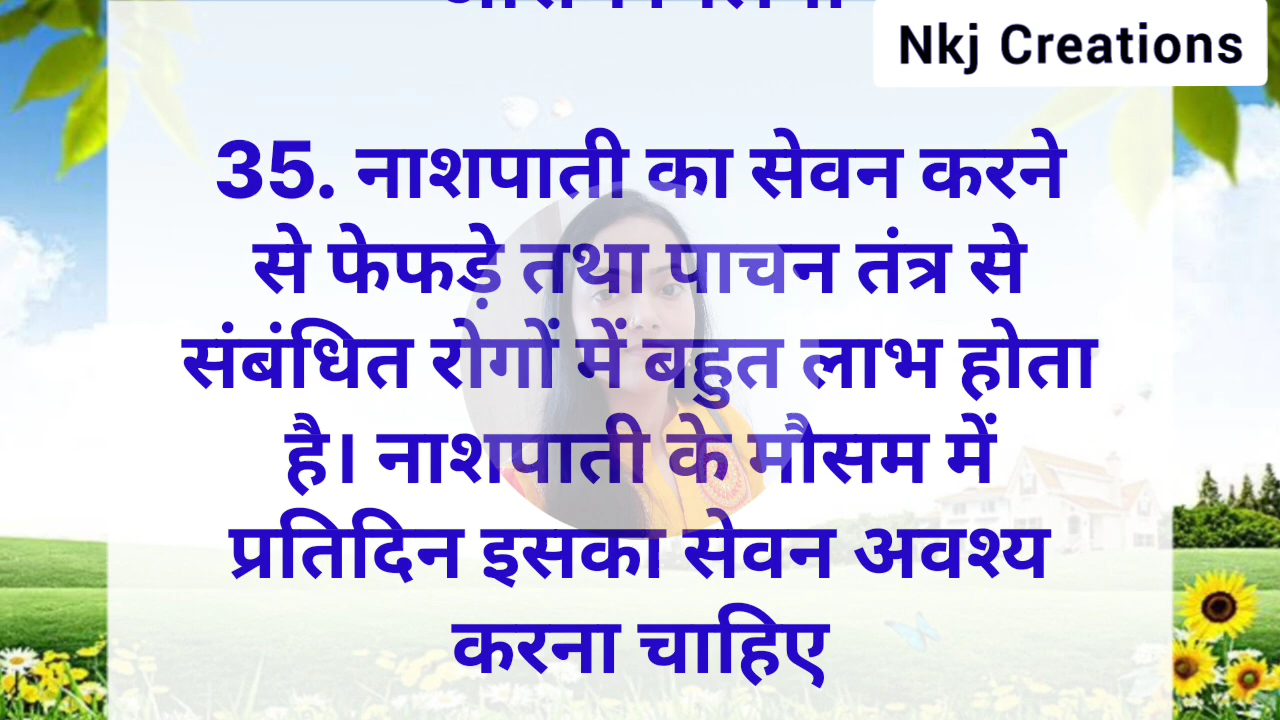 Nkj Creations
35. नाशपाती का सेवन करने
से फेफड़े तथा पाचन तंत्र से
संबंधित रोगों में बहुत लाभ होता
है। नाशपाती के मौसम में
प्रतिदिन इसका सेवन अवश्य
करना चाहिए